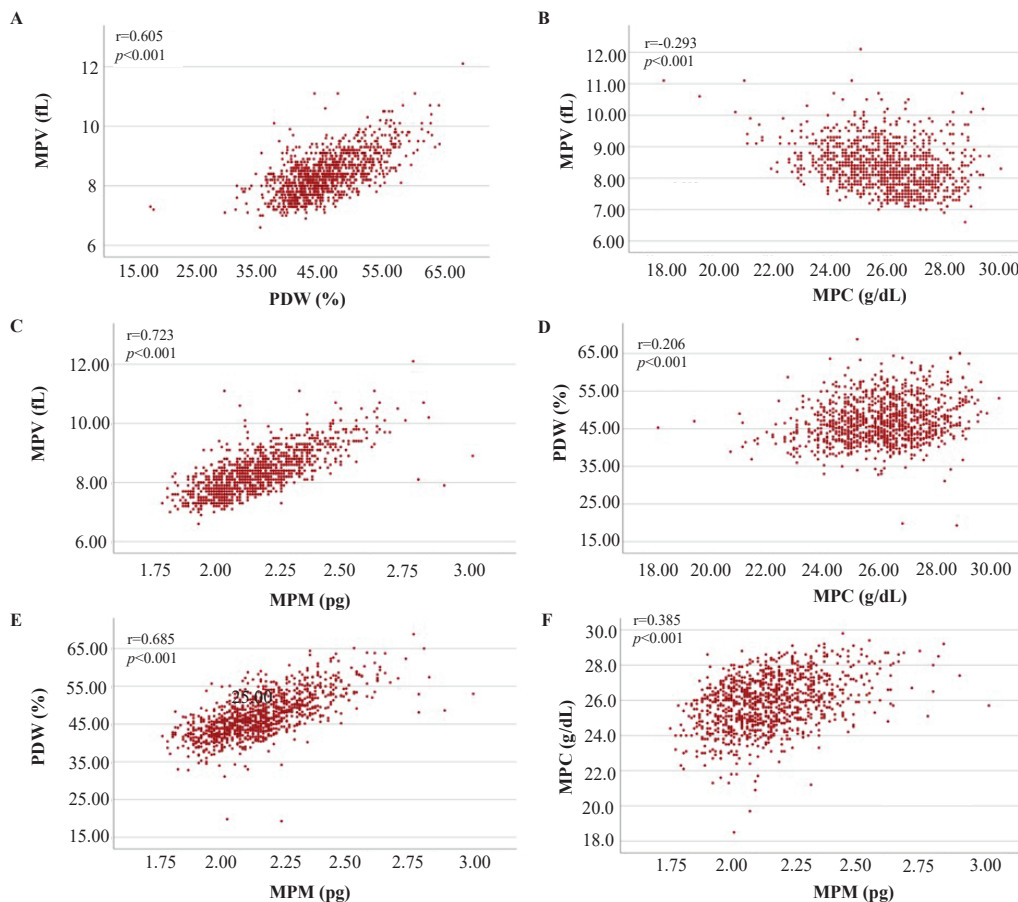 A
r=0.605
p<0.001
MPV (fL)
12
10
8
6
15.00 25.00 35.00 45.00 55.00 65.00
PDW (%)
B
r=-0.293
p<0.001
MPV (fL)
12.00
11.00
10.00
9.00
8.00
7.00
6.00
18.00 20.00 22.00 24.00 26.00 28.00 30.00
MPC (g/dL)
C
r=0.723
p<0.001
MPV (fL)
12.00
10.00
8.00
6.00
1.75 2.00 2.25 2.50 2.75 3.00
MPM (pg)
D
r=0.206
p<0.001
PDW (%)
65.00
55.00
45.00
35.00
25.00
15.00
18.00 20.00 22.00 24.00 26.00 28.00 30.00
MPC (g/dL)
E
r=0.685
p<0.001
PDW (%)
65.00
55.00
45.00
35.00
25.00
15.00
25.00
1.75 2.00 2.25 2.50 2.75 3.00
MPM (pg)
F
r=0.385
p<0.001
MPC (g/dL)
30.0
28.0
26.0
24.0
22.0
20.0
18.0
1.75 2.00 2.25 2.50 2.75 3.00
MPM (pg)